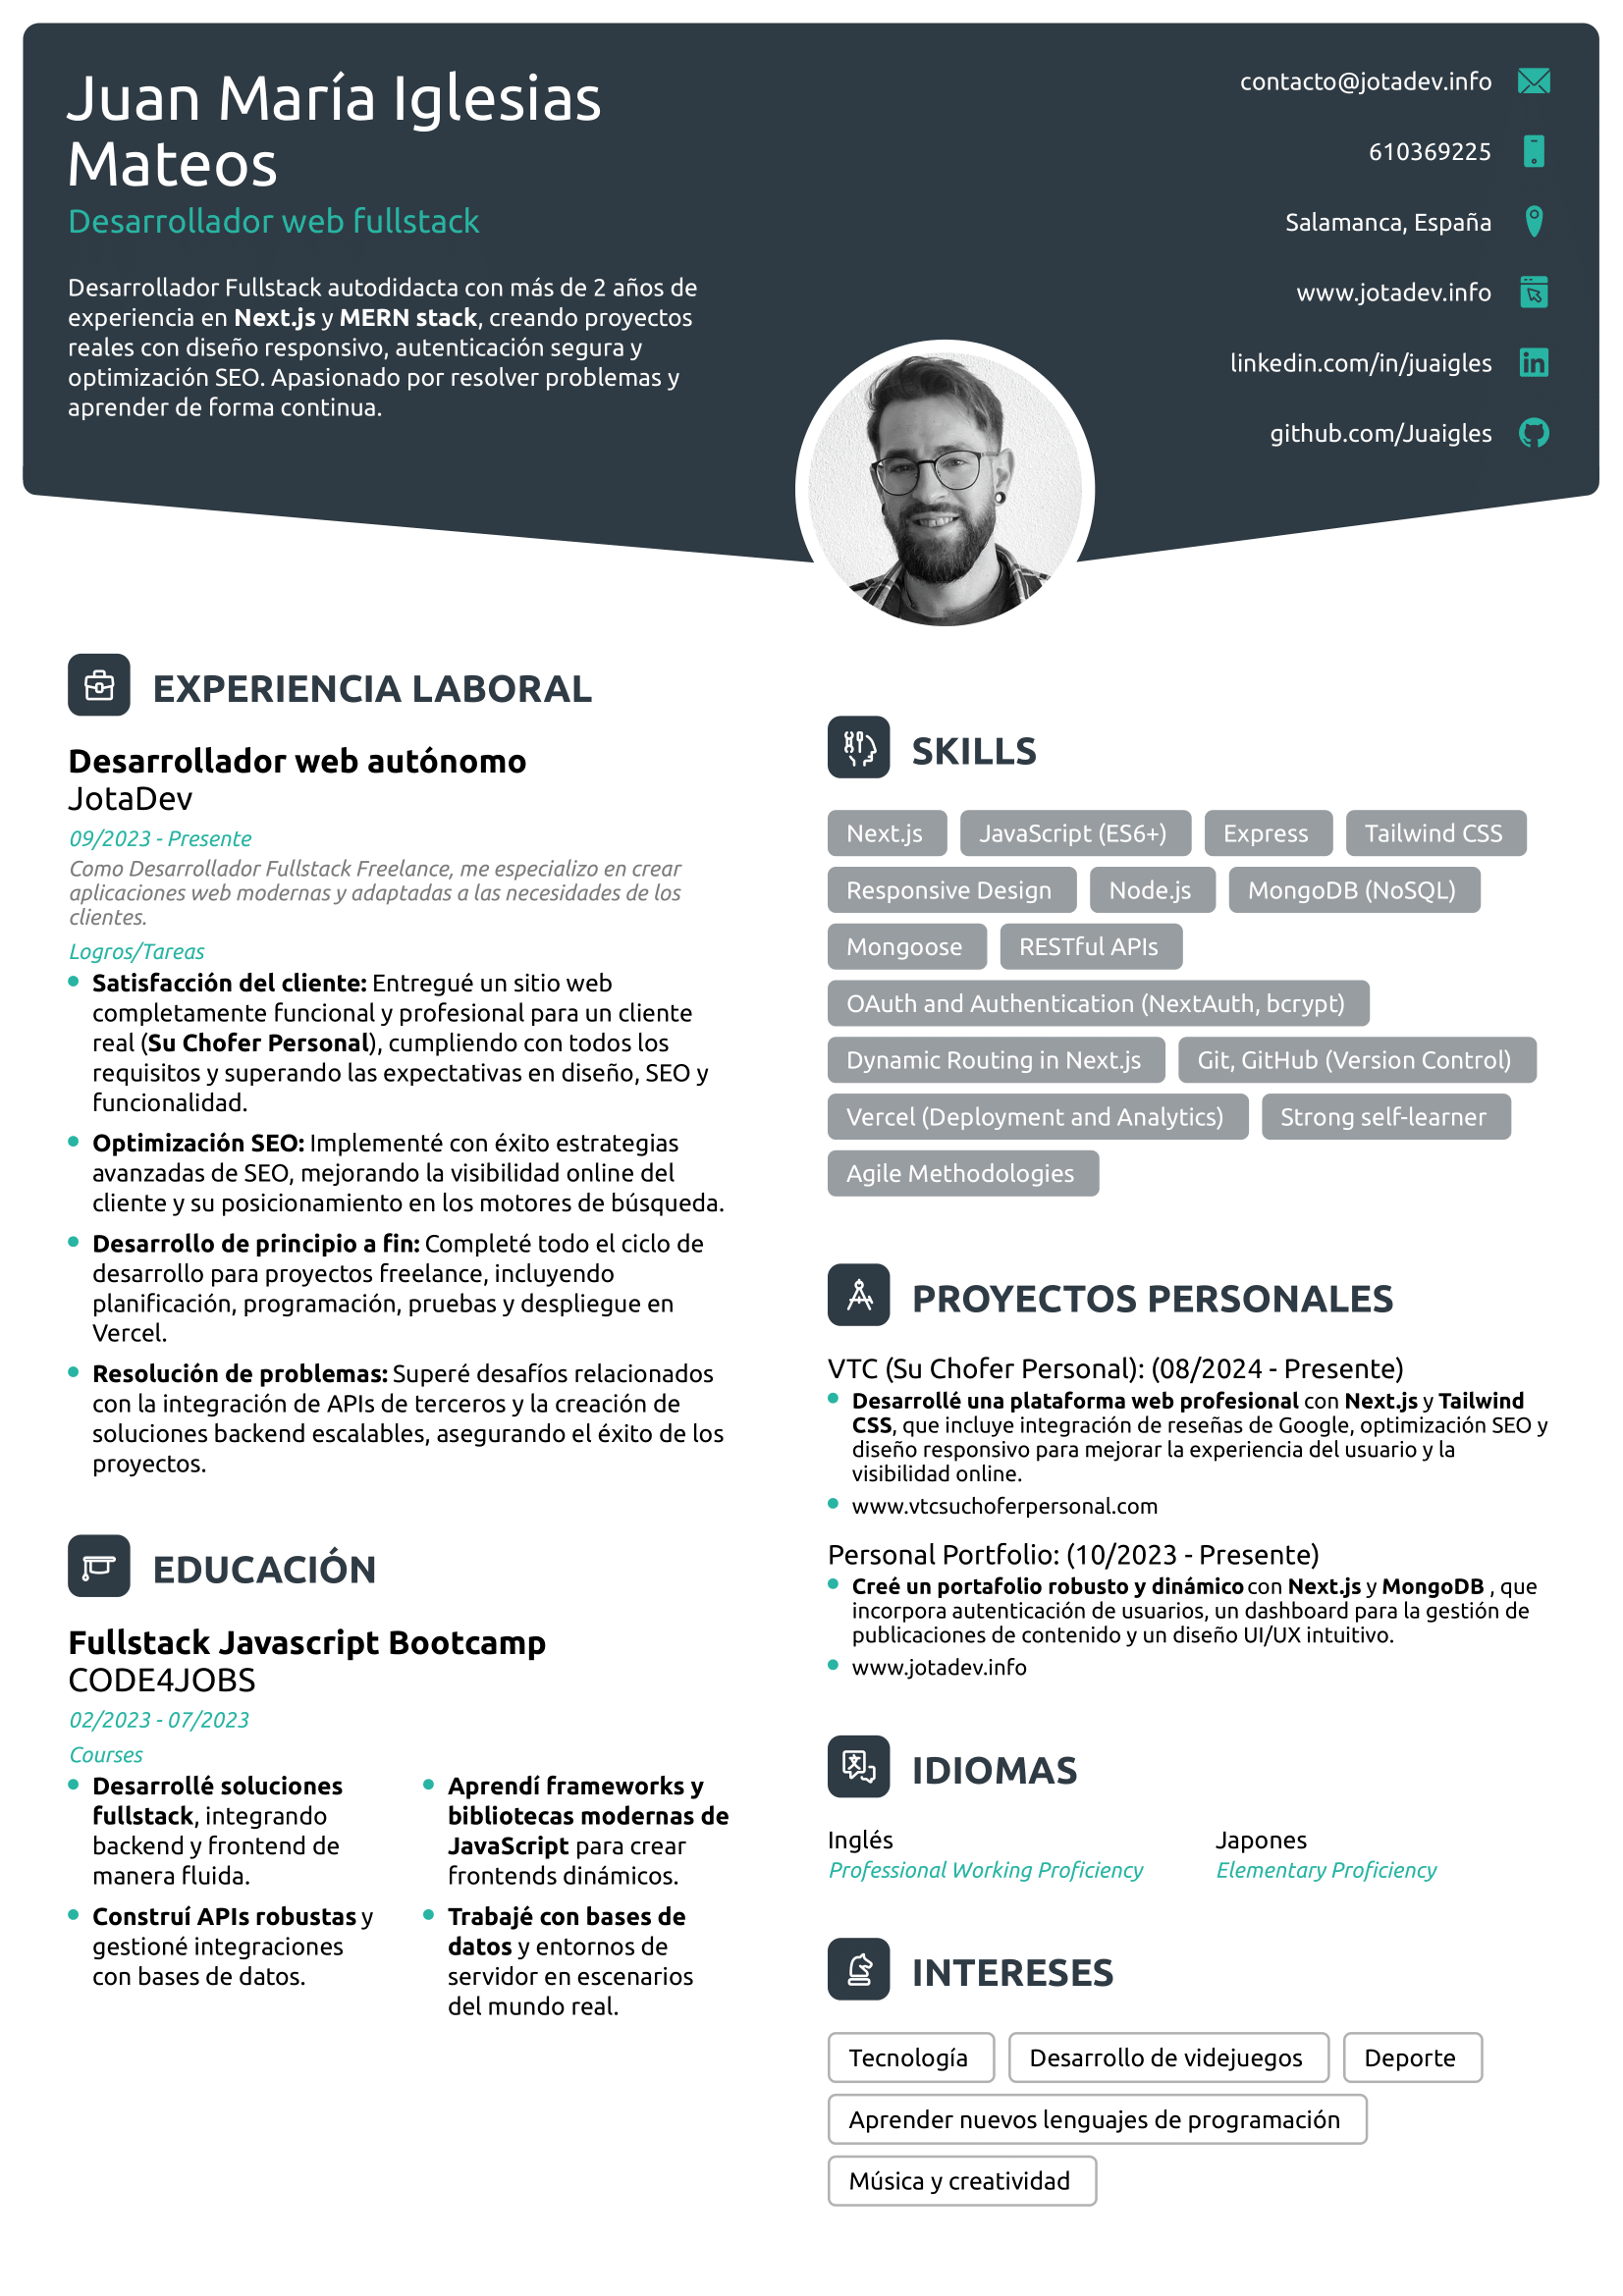 Juan María Iglesias
Mateos
Desarrollador web fullstack
Desarrollador Fullstack autodidacta con más de 2 años de
experiencia en Next.js y MERN stack, creando proyectos
reales con diseño responsivo, autenticación segura y
optimización SEO. Apasionado por resolver problemas y
aprender de forma continua.
contacto@jotadev.info
610369225
Salamanca, España
www.jotadev.info
linkedin.com/in/juaigles
github.com/Juaigles
EXPERIENCIA LABORAL
Desarrollador web autónomo
JotaDev
09/2023 - Presente
Como Desarrollador Fullstack Freelance, me especializo en crear
aplicaciones web modernas y adaptadas a las necesidades de los
clientes.
Logros/Tareas
Satisfacción del cliente: Entregué un sitio web
completamente funcional y profesional para un cliente
real (Su Chofer Personal), cumpliendo con todos los
requisitos y superando las expectativas en diseño, SEO y
funcionalidad.
Optimización SEO: Implementé con éxito estrategias
avanzadas de SEO, mejorando la visibilidad online del
cliente y su posicionamiento en los motores de búsqueda.
Desarrollo de principio a fin: Completé todo el ciclo de
desarrollo para proyectos freelance, incluyendo
planificación, programación, pruebas y despliegue en
Vercel.
Resolución de problemas: Superé desafíos relacionados
con la integración de APIs de terceros y la creación de
soluciones backend escalables, asegurando el éxito de los
proyectos.
EDUCACIÓN
Fullstack Javascript Bootcamp
CODE4JOBS
02/2023 - 07/2023
Courses
Desarrollé soluciones
fullstack, integrando
backend y frontend de
manera fluida.
Aprendí frameworks y
bibliotecas modernas de
JavaScript para crear
frontends dinámicos.
Construí APIs robustas y
gestioné integraciones
con bases de datos.
Trabajé con bases de
datos y entornos de
servidor en escenarios
del mundo real.
SKILLS
Next.js JavaScript (ES6+) Express Tailwind CSS
Responsive Design Node.js MongoDB (NoSQL)
Mongoose RESTful APIs
OAuth and Authentication (NextAuth, bcrypt)
Dynamic Routing in Next.js Git, GitHub (Version Control)
Vercel (Deployment and Analytics) Strong self-learner
Agile Methodologies
PROYECTOS PERSONALES
VTC (Su Chofer Personal): (08/2024 - Presente)
Desarrollé una plataforma web profesional con Next.js y Tailwind
CSS, que incluye integración de reseñas de Google, optimización SEO y
diseño responsivo para mejorar la experiencia del usuario y la
visibilidad online.
www.vtcsuchoferpersonal.com
Personal Portfolio: (10/2023 - Presente)
Creé un portafolio robusto y dinámico con Next.js y MongoDB , que
incorpora autenticación de usuarios, un dashboard para la gestión de
publicaciones de contenido y un diseño UI/UX intuitivo.
www.jotadev.info
IDIOMAS
Inglés
Professional Working Proficiency
Japones
Elementary Proficiency
INTERESES
Tecnología Desarrollo de videjuegos Deporte
Aprender nuevos lenguajes de programación
Música y creatividad